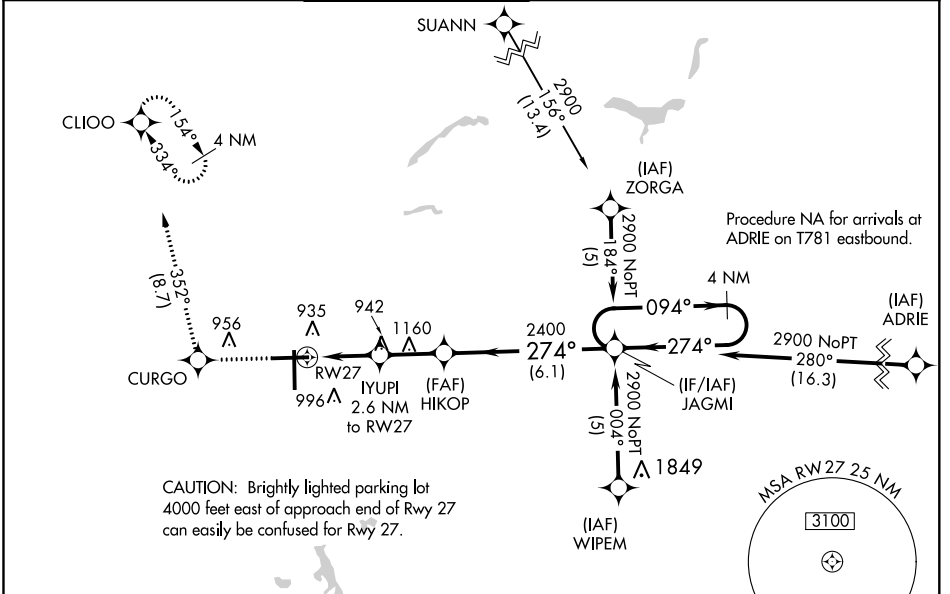 SUANN
2900
156°
(13.4)
CLIOO
154°
334°
4 NM
(IAF)
ZORGA
2900 NoPT
184°
(5)
Procedure NA for arrivals at
ADRIE on T781 eastbound.
4 NM
094°
(IAF)
ADRIE
352°
(8.7)
956
935
942
1160
2400
274°
(6.1)
274°
2900 NoPT
280°
(16.3)
CURGO
RW27
996
IYUPI
2.6 NM
to RW27
(FAF)
HIKOP
(IF/IAF)
JAGMI
2900 NoPT
004°
(5)
1849
(IAF)
WIPEM
CAUTION: Brightly lighted parking lot
4000 feet east of approach end of Rwy 27
can easily be confused for Rwy 27.
MSA RW 27 25 NM
3100